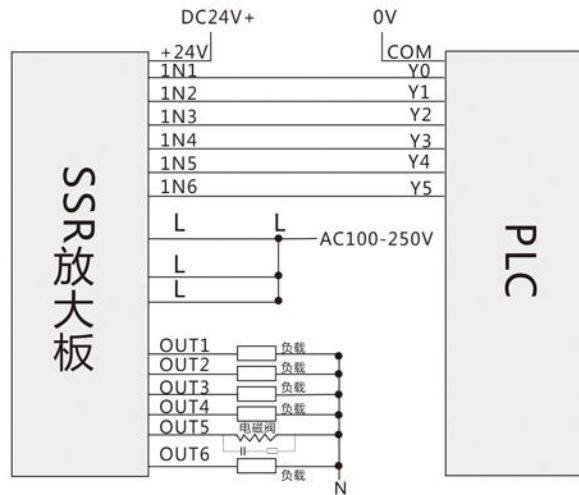 DC24V+ 0V
+24V COM
1N1 Y0
1N2 Y1
1N3 Y2
1N4 Y3
1N5 Y4
1N6 Y5
SSR放大板
PLC
L L
AC100-250V
L
L
OUT1 负载
OUT2 负载
OUT3 负载
OUT4 负载
OUT5 电磁阀
OUT6 负载
N